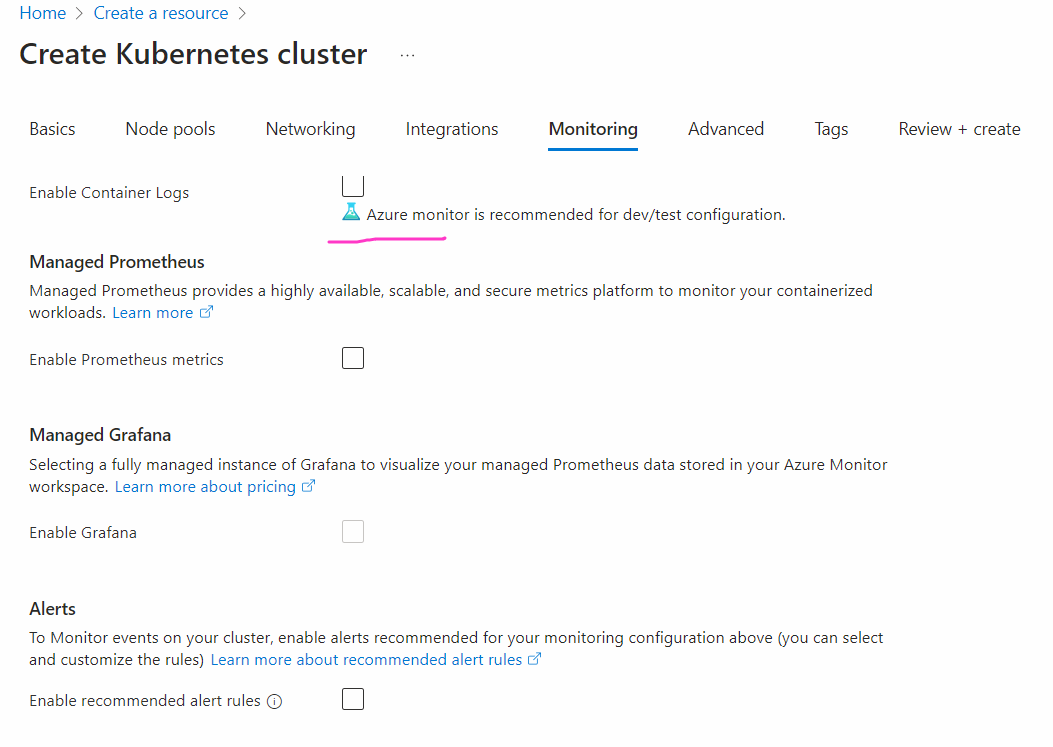 Home > Create a resource >
Create Kubernetes cluster ...
Basics Node pools Networking Integrations Monitoring Advanced Tags Review + create
Enable Container Logs
Azure monitor is recommended for dev/test configuration.
Managed Prometheus
Managed Prometheus provides a highly available, scalable, and secure metrics platform to monitor your containerized
workloads. Learn more
Enable Prometheus metrics
Managed Grafana
Selecting a fully managed instance of Grafana to visualize your managed Prometheus data stored in your Azure Monitor
workspace. Learn more about pricing
Enable Grafana
Alerts
To Monitor events on your cluster, enable alerts recommended for your monitoring configuration above (you can select
and customize the rules) Learn more about recommended alert rules
Enable recommended alert rules